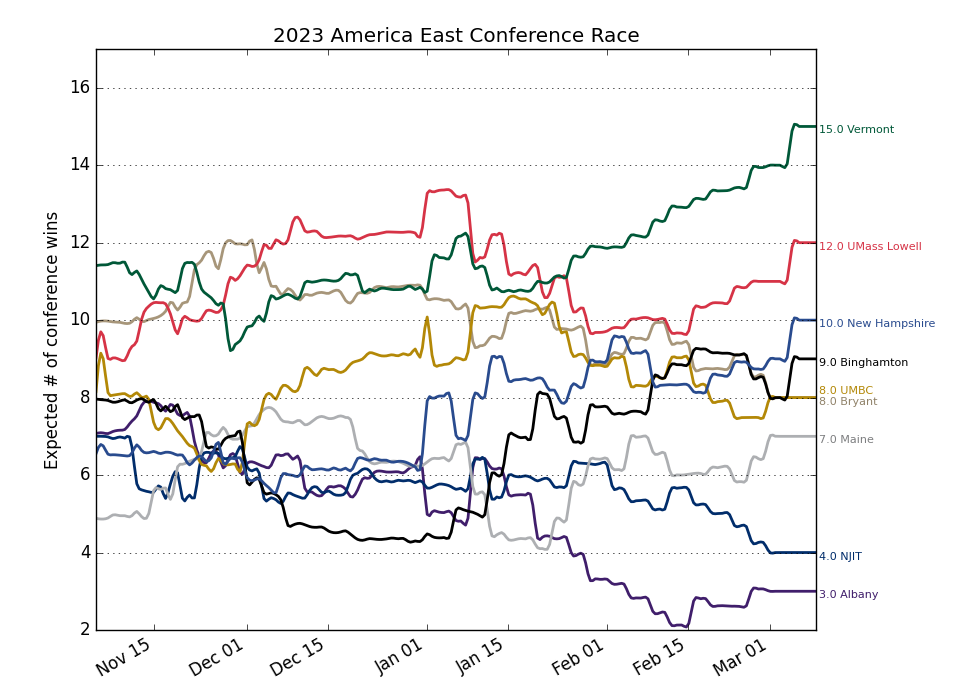 2023 America East Conference Race
Expected # of conference wins
16
14
12
10
8
6
4
2
15.0 Vermont
12.0 UMass Lowell
10.0 New Hampshire
9.0 Binghamton
8.0 UMBC
8.0 Bryant
7.0 Maine
4.0 NJIT
3.0 Albany
Nov 15
Dec 01
Dec 15
Jan 01
Jan 15
Feb 01
Feb 15
Mar 01